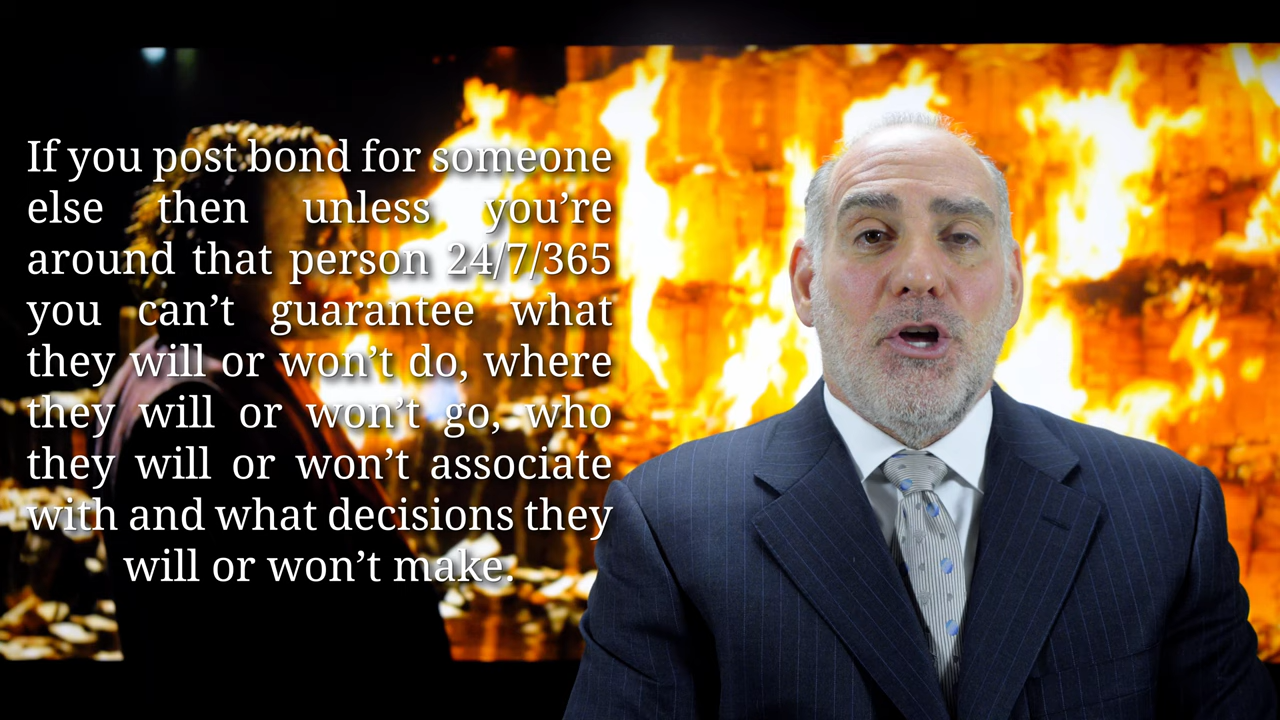 If you post bond for someone
else then unless you’re
around that person 24/7/365
you can’t guarantee what
they will or won’t do, where
they will or won’t go, who
they will or won’t associate
with and what decisions they
will or won’t make.